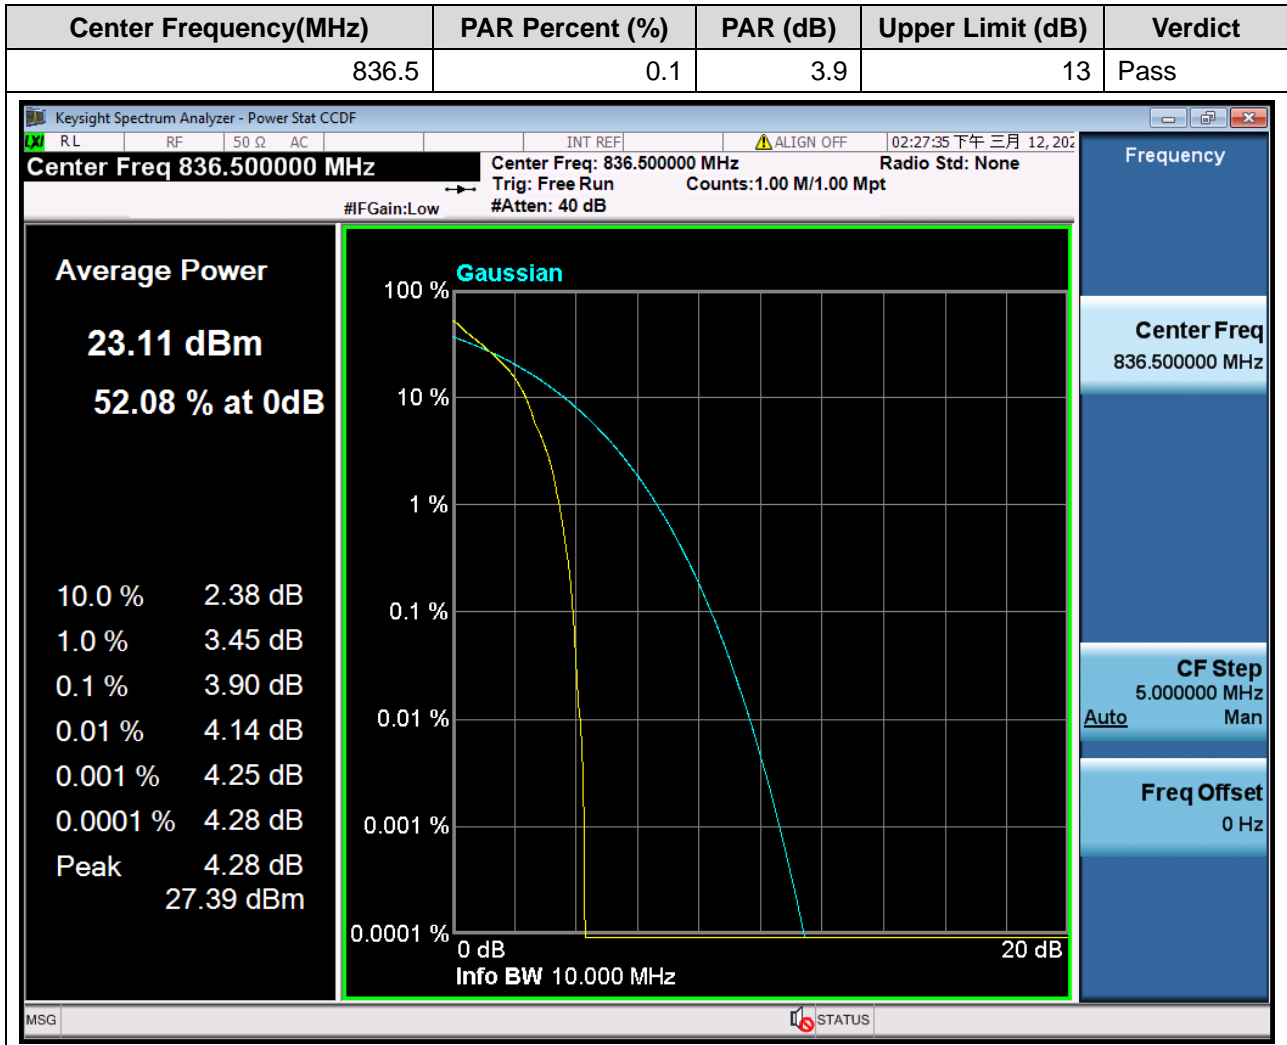 Center Frequency(MHz) PAR Percent (%) PAR (dB) Upper Limit (dB) Verdict
836.5 0.1 3.9 13 Pass
Keysight Spectrum Analyzer - Power Stat CCDF
LXI RL RF 50 Ω AC INT REF ALIGN OFF 02:27:35 下午 三月 12, 202
Center Freq 836.500000 MHz
Center Freq: 836.500000 MHz Radio Std: None
Trig: Free Run Counts:1.00 M/1.00 Mpt
#IFGain:Low #Atten: 40 dB
Frequency
Average Power
23.11 dBm
52.08 % at 0dB
10.0 % 2.38 dB
1.0 % 3.45 dB
0.1 % 3.90 dB
0.01 % 4.14 dB
0.001 % 4.25 dB
0.0001 % 4.28 dB
Peak 4.28 dB
27.39 dBm
Gaussian
100 %
10 %
1 %
0.1 %
0.01 %
0.001 %
0.0001 %
0 dB 20 dB
Info BW 10.000 MHz
Center Freq
836.500000 MHz
CF Step
5.000000 MHz
Auto Man
Freq Offset
0 Hz
MSG STATUS